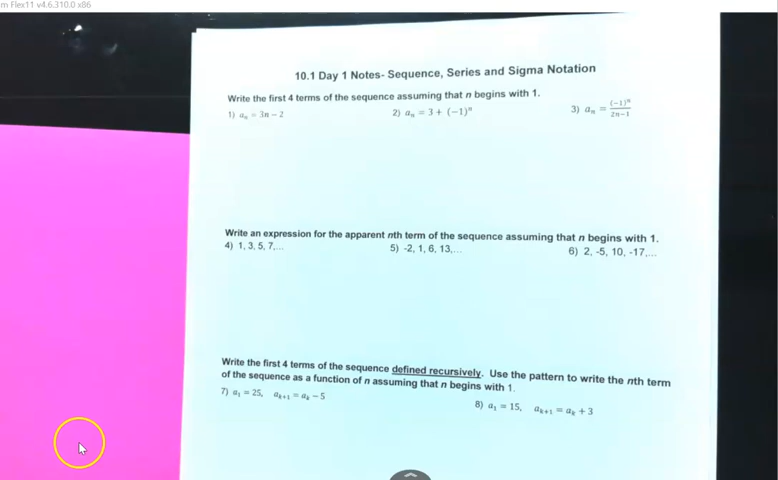 m Flex11 v4.6.310.0 x86
10.1 Day 1 Notes- Sequence, Series and Sigma Notation
Write the first 4 terms of the sequence assuming that n begins with 1.
1) aₙ = 3n − 2 2) aₙ = 3 + (−1)ⁿ 3) aₙ = (−1)ⁿ / 2n−1
Write an expression for the apparent nth term of the sequence assuming that n begins with 1.
4) 1, 3, 5, 7,... 5) -2, 1, 6, 13,... 6) 2, -5, 10, -17,...
Write the first 4 terms of the sequence defined recursively. Use the pattern to write the nth term
of the sequence as a function of n assuming that n begins with 1.
7) a₁ = 25, aₖ₊₁ = aₖ − 5 8) a₁ = 15, aₖ₊₁ = aₖ + 3